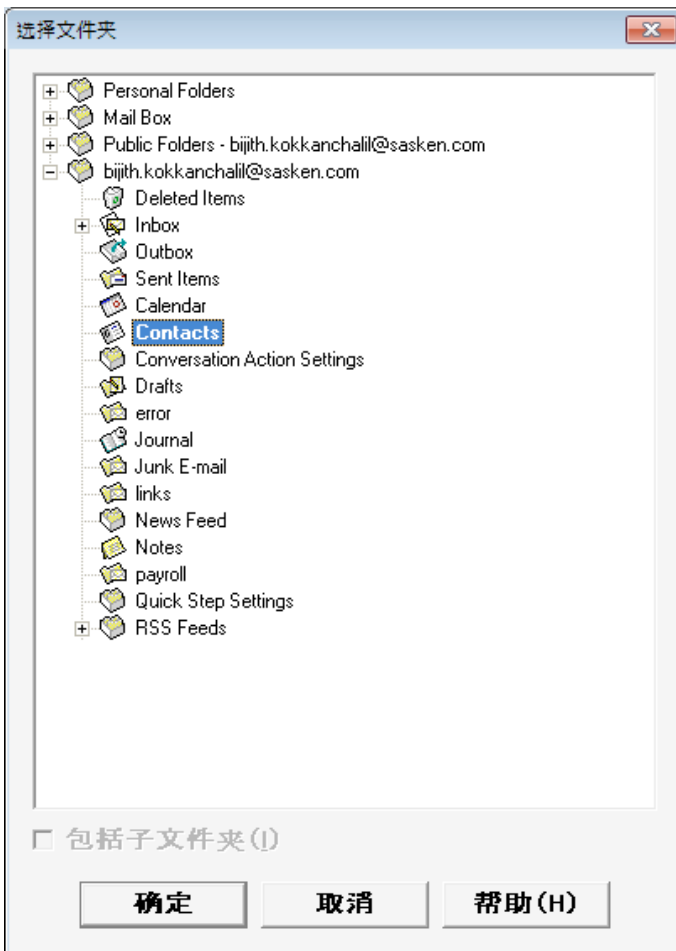 选择文件夹
Personal Folders
Mail Box
Public Folders - bijith.kokkanchalil@sasken.com
bijith.kokkanchalil@sasken.com
Deleted Items
Inbox
Outbox
Sent Items
Calendar
Contacts
Conversation Action Settings
Drafts
error
Journal
Junk E-mail
links
News Feed
Notes
payroll
Quick Step Settings
RSS Feeds
包括子文件夹(I)
确定 取消 帮助(H)